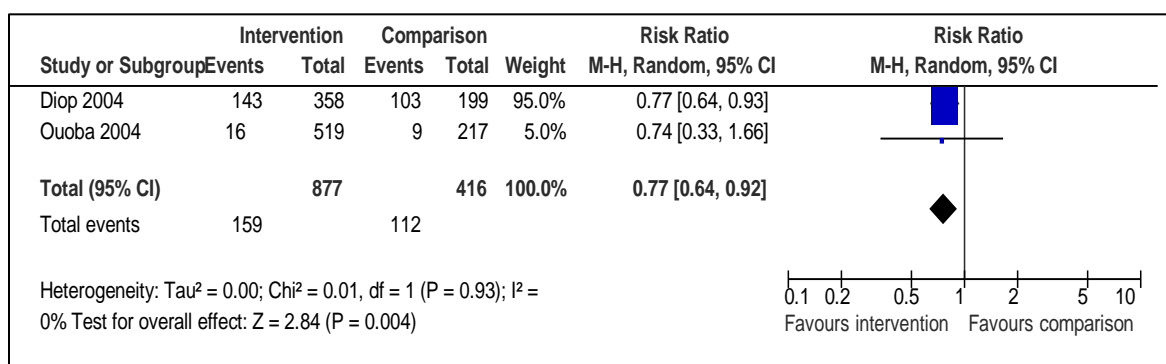 Intervention Comparison Risk Ratio Risk Ratio
Study or SubgroupEvents Total Events Total Weight M-H, Random, 95% CI M-H, Random, 95% CI
Diop 2004 143 358 103 199 95.0% 0.77 [0.64, 0.93]
Ouoba 2004 16 519 9 217 5.0% 0.74 [0.33, 1.66]
Total (95% CI) 877 416 100.0% 0.77 [0.64, 0.92]
Total events 159 112
Heterogeneity: Tau² = 0.00; Chi² = 0.01, df = 1 (P = 0.93); I² =
0% Test for overall effect: Z = 2.84 (P = 0.004)
0.1 0.2 0.5 1 2 5 10
Favours intervention Favours comparison